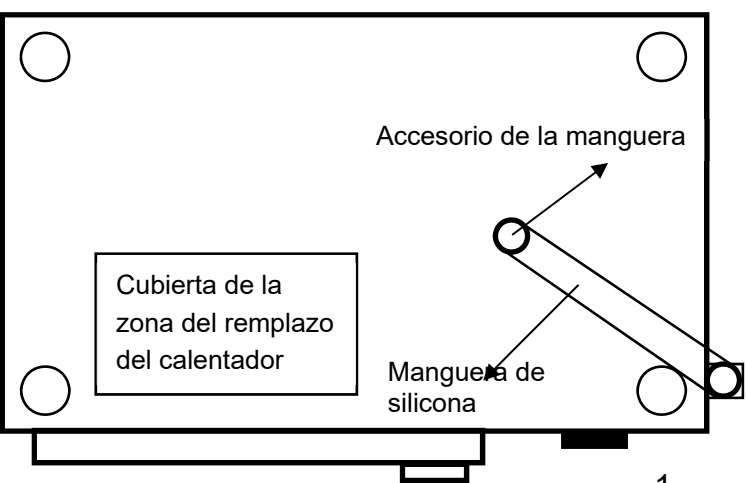 Accesorio de la manguera
Cubierta de la
zona del remplazo
del calentador
Manguera de
silicona
1